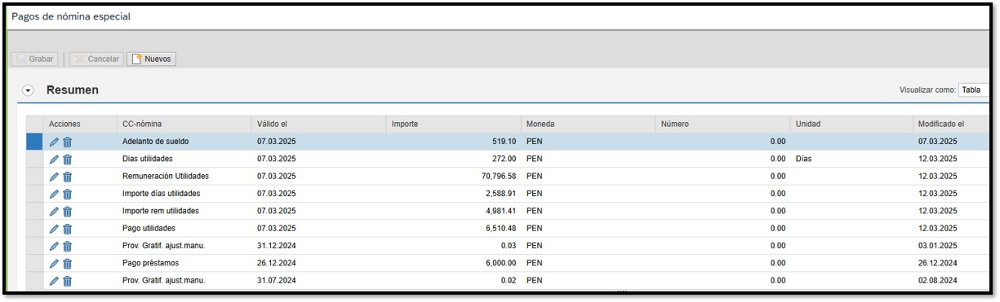 Pagos de nómina especial
Grabar Cancelar Nuevos
Resumen Visualizar como: Tabla
Acciones CC-nómina Válido el Importe Moneda Número Unidad Modificado el
Adelanto de sueldo 07.03.2025 519.10 PEN 0.00 07.03.2025
Dias utilidades 07.03.2025 272.00 PEN 0.00 Días 12.03.2025
Remuneración Utilidades 07.03.2025 70,796.58 PEN 0.00 12.03.2025
Importe días utilidades 07.03.2025 2,588.91 PEN 0.00 12.03.2025
Importe rem utilidades 07.03.2025 4,981.41 PEN 0.00 12.03.2025
Pago utilidades 07.03.2025 6,510.48 PEN 0.00 12.03.2025
Prov. Gratif. ajust.manu. 31.12.2024 0.03 PEN 0.00 03.01.2025
Pago préstamos 26.12.2024 6,000.00 PEN 0.00 26.12.2024
Prov. Gratif. ajust.manu. 31.07.2024 0.02 PEN 0.00 02.08.2024